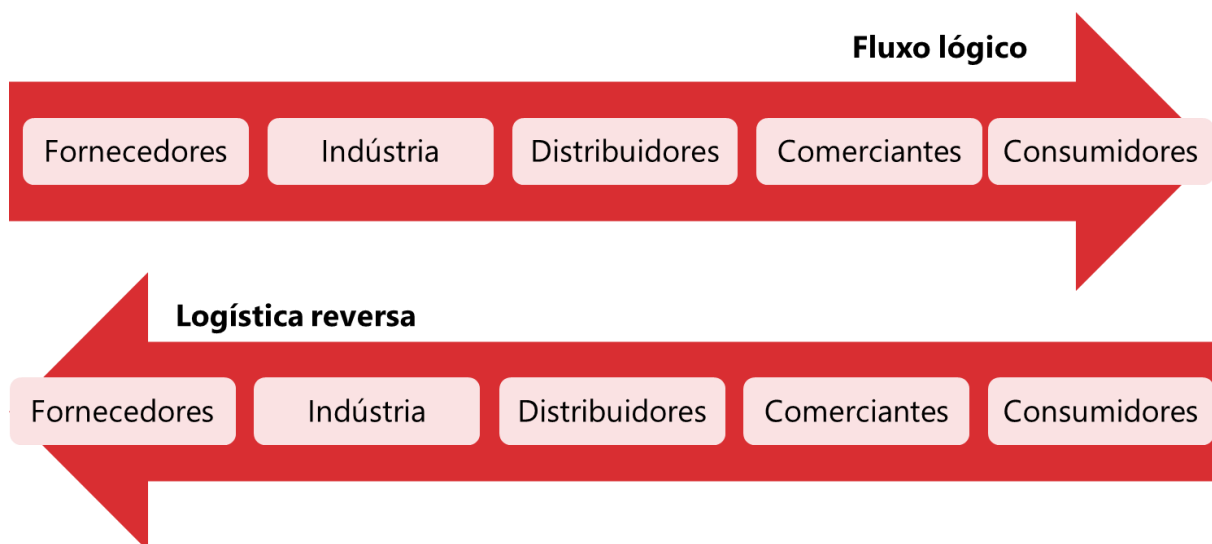 Fluxo lógico
Fornecedores Indústria Distribuidores Comerciantes Consumidores
Logística reversa
Fornecedores Indústria Distribuidores Comerciantes Consumidores